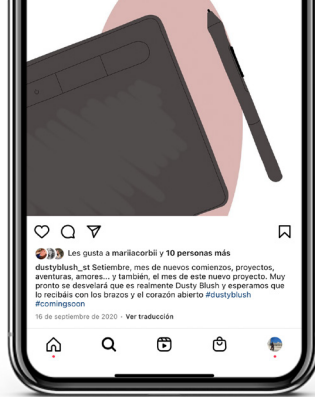 Les gusta a mariiacorbii y 10 personas más
dustyblush_st Setiembre, mes de nuevos comienzos, proyectos,
aventuras, amores... y también, el mes de este nuevo proyecto. Muy
pronto se desvelará que es realmente Dusty Blush y esperamos que
lo recibáis con los brazos y el corazón abierto #dustyblush
#comingsoon
16 de septiembre de 2020 · Ver traducción